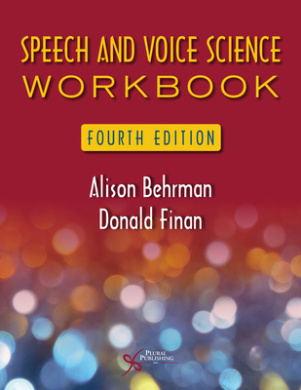 SPEECH AND VOICE SCIENCE
WORKBOOK
FOURTH EDITION
Alison Behrman
Donald Finan
PLURAL
PUBLISHING